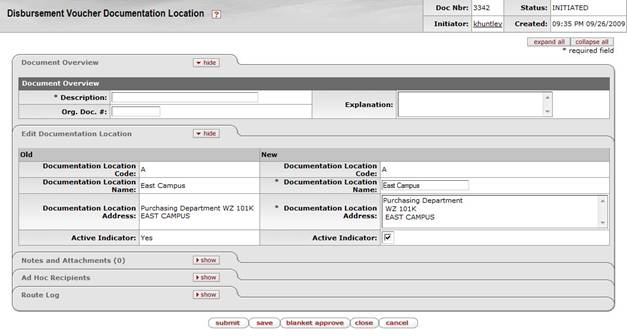 Disbursement Voucher Documentation Location ?
Doc Nbr: 3342 Status: INITIATED
Initiator: khuntley Created: 09:35 PM 09/26/2009
expand all collapse all
* required field
Document Overview hide
Document Overview
* Description: Explanation:
Org. Doc. #:
Edit Documentation Location hide
Old New
Documentation Location Code: A Documentation Location Code: A
Documentation Location Name: East Campus * Documentation Location Name: East Campus
Documentation Location Address: Purchasing Department WZ 101K EAST CAMPUS * Documentation Location Address: Purchasing Department WZ 101K EAST CAMPUS
Active Indicator: Yes Active Indicator:
Notes and Attachments (0) show
Ad Hoc Recipients show
Route Log show
submit save blanket approve close cancel